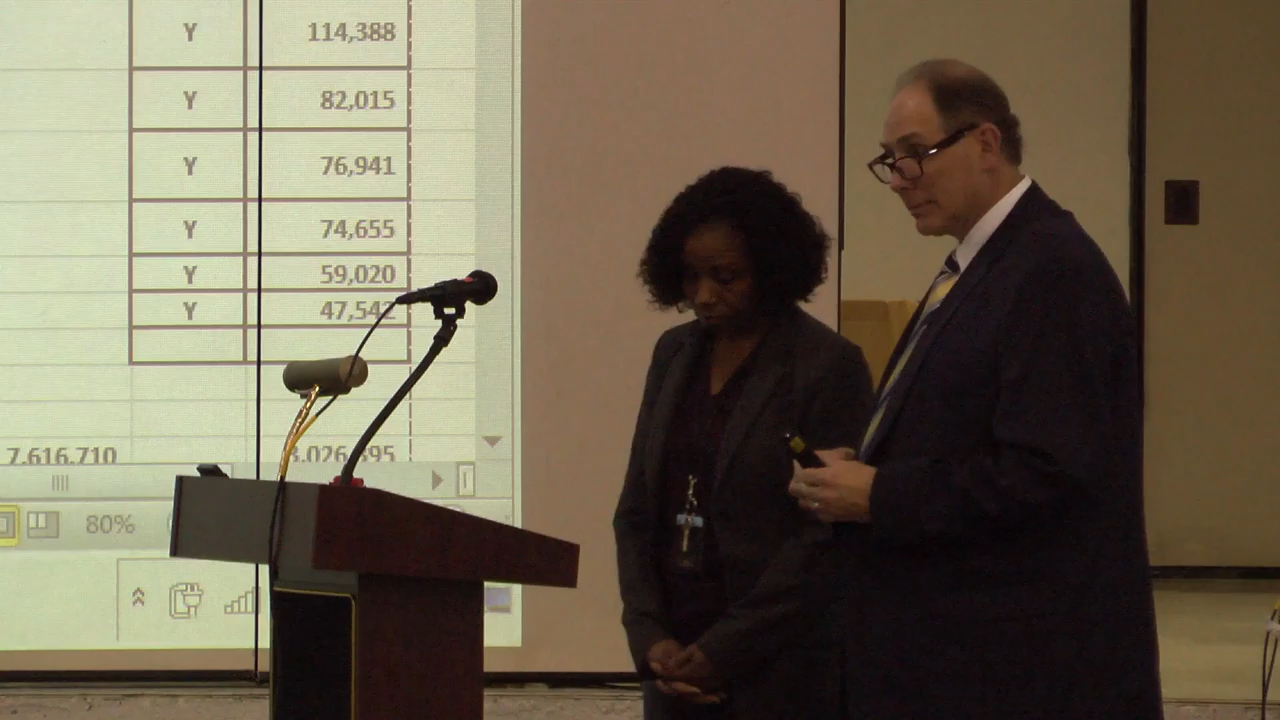 Y 114,388
Y 82,015
Y 76,941
Y 74,655
Y 59,020
Y 47,542
7,616,710
80%